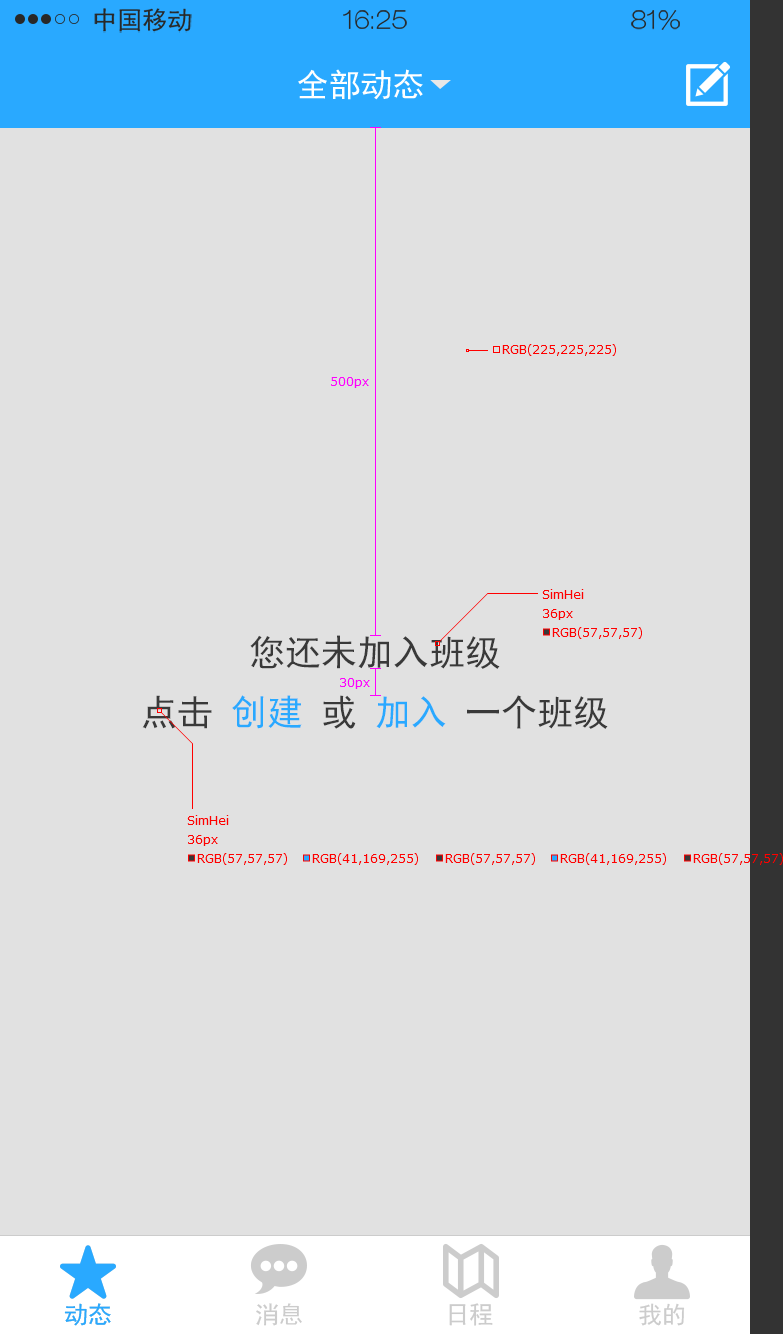 中国移动 16:25 81%
全部动态
RGB(225,225,225)
500px
SimHei
36px
RGB(57,57,57)
您还未加入班级
30px
点击 创建 或 加入 一个班级
SimHei
36px
RGB(57,57,57) RGB(41,169,255) RGB(57,57,57) RGB(41,169,255) RGB(57,57,57)
动态 消息 日程 我的